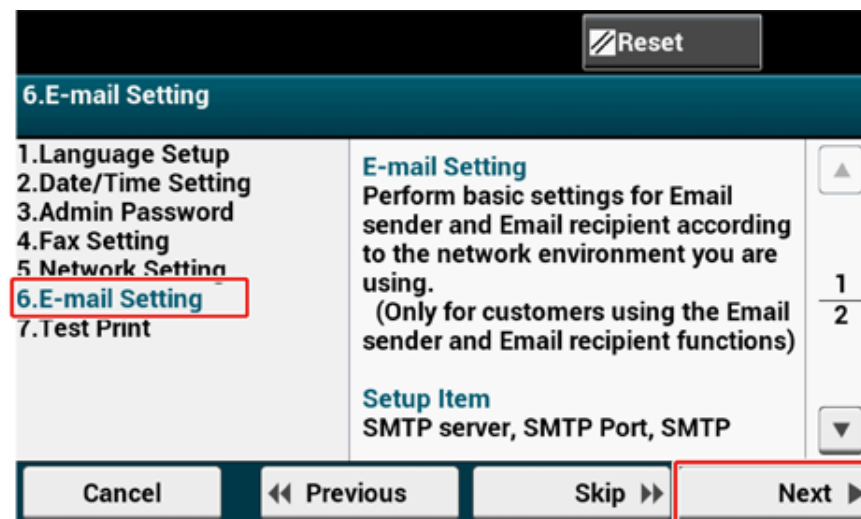 Reset
6.E-mail Setting
1.Language Setup
2.Date/Time Setting
3.Admin Password
4.Fax Setting
5.Network Setting
6.E-mail Setting
7.Test Print
E-mail Setting
Perform basic settings for Email
sender and Email recipient according
to the network environment you are
using.
(Only for customers using the Email
sender and Email recipient functions)
Setup Item
SMTP server, SMTP Port, SMTP
1
2
Cancel
Previous
Skip
Next